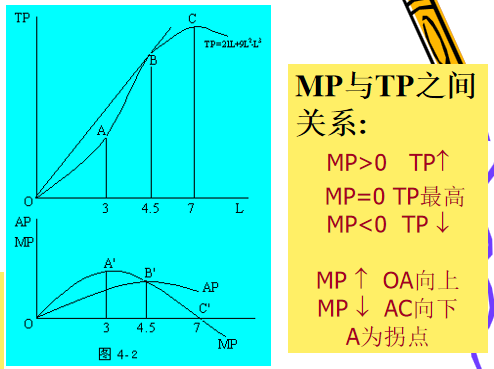 TP
C
TP=21L+9L²-L³
B
A
O
3 4.5 7 L
AP
MP
A'
B'
AP
C'
O
3 4.5 7
MP
图 4-2
MP与TP之间
关系:
MP>0 TP↑
MP=0 TP最高
MP<0 TP↓
MP↑ OA向上
MP↓ AC向下
A为拐点